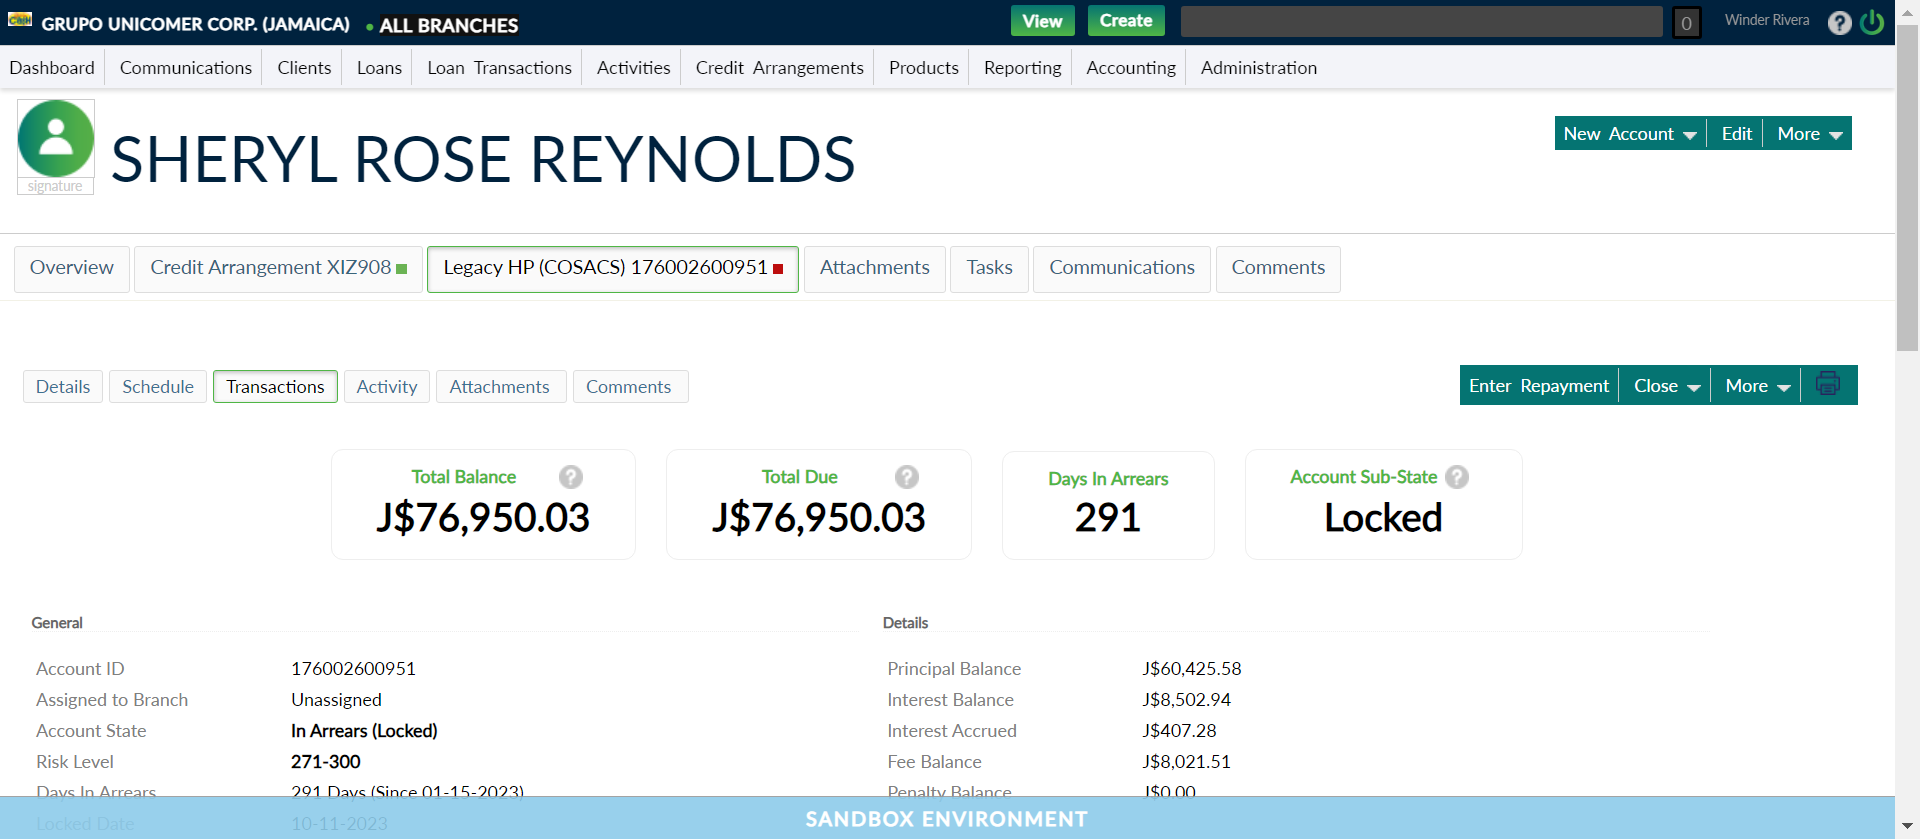 CASH GRUPO UNICOMER CORP. (JAMAICA) • ALL BRANCHES View Create 0 Winder Rivera ?
Dashboard Communications Clients Loans Loan Transactions Activities Credit Arrangements Products Reporting Accounting Administration
SHERYL ROSE REYNOLDS
signature
New Account Edit More
Overview Credit Arrangement XIZ908 Legacy HP (COSACS) 176002600951 Attachments Tasks Communications Comments
Details Schedule Transactions Activity Attachments Comments Enter Repayment Close More
Total Balance ? Total Due ? Days In Arrears Account Sub-State ?
J$76,950.03 J$76,950.03 291 Locked
General Details
Account ID 176002600951 Principal Balance J$60,425.58
Assigned to Branch Unassigned Interest Balance J$8,502.94
Account State In Arrears (Locked) Interest Accrued J$407.28
Risk Level 271-300 Fee Balance J$8,021.51
Days In Arrears 291 Days (Since 01-15-2023) Penalty Balance J$0.00
Locked Date 10-11-2023 SANDBOX ENVIRONMENT